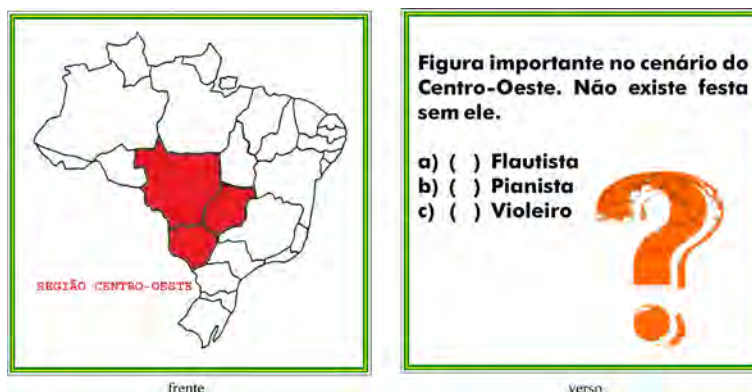 REGIÃO CENTRO-OESTE
frente
Figura importante no cenário do
Centro-Oeste. Não existe festa
sem ele.
a) ( ) Flautista
b) ( ) Pianista
c) ( ) Violeiro
?
verso